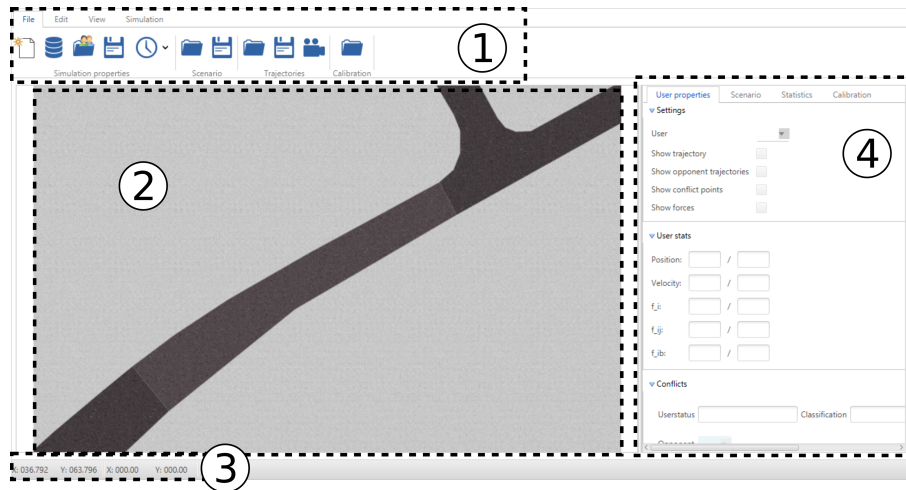 File Edit View Simulation
1
Simulation properties Scenario Trajectories Calibration
User properties Scenario Statistics Calibration
Settings
User
4
Show trajectory
Show opponent trajectories
2
Show conflict points
Show forces
User stats
Position: /
Velocity: /
f_i: /
f_ij: /
f_ib: /
Conflicts
Userstatus Classification
Opponent
X: 036.792 Y: 063.796 X: 000.00 Y: 000.00
3